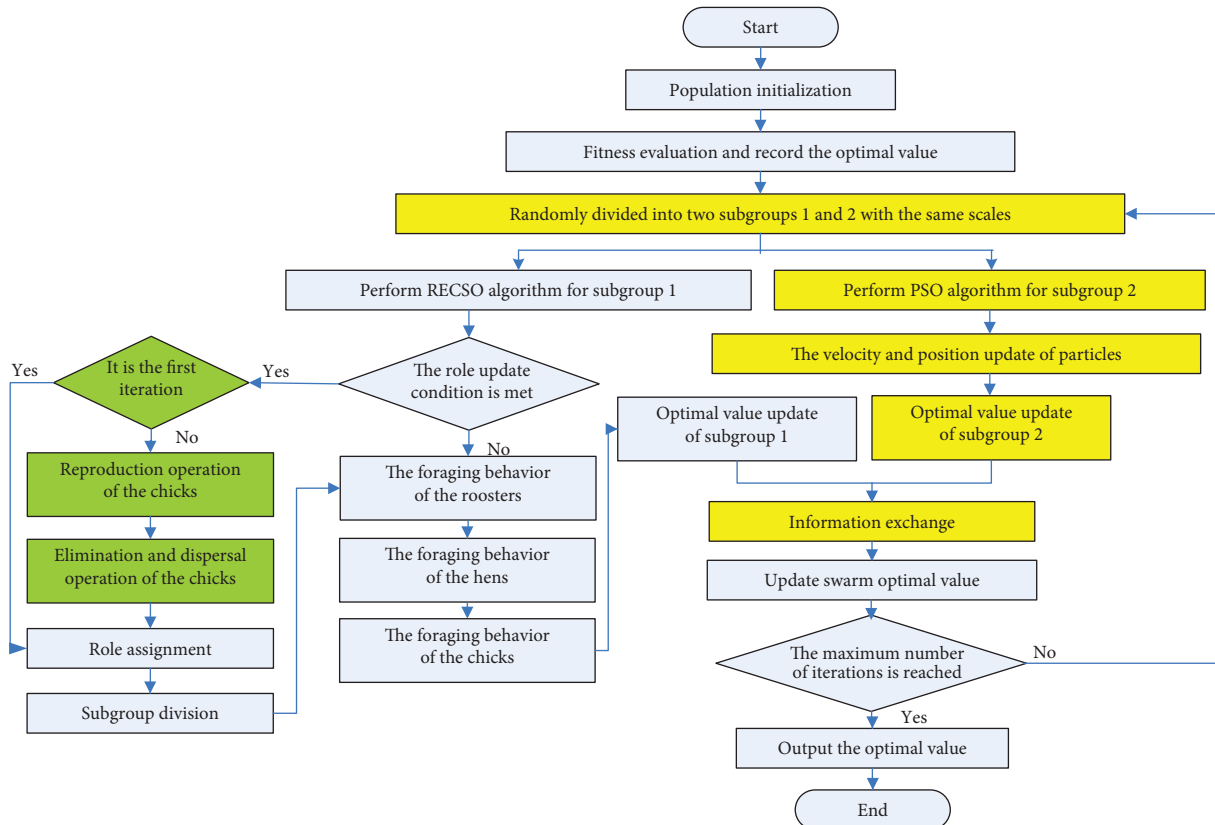 Start
Population initialization
Fitness evaluation and record the optimal value
Randomly divided into two subgroups 1 and 2 with the same scales
Perform RECSO algorithm for subgroup 1
Perform PSO algorithm for subgroup 2
The velocity and position update of particles
Yes
It is the first
iteration
Yes
The role update
condition is met
Optimal value update
of subgroup 1
Optimal value update
of subgroup 2
No
No
Reproduction operation
of the chicks
The foraging behavior
of the roosters
Information exchange
Elimination and dispersal
operation of the chicks
The foraging behavior
of the hens
Update swarm optimal value
Role assignment
The foraging behavior
of the chicks
The maximum number
of iterations is reached
No
Subgroup division
Yes
Output the optimal value
End